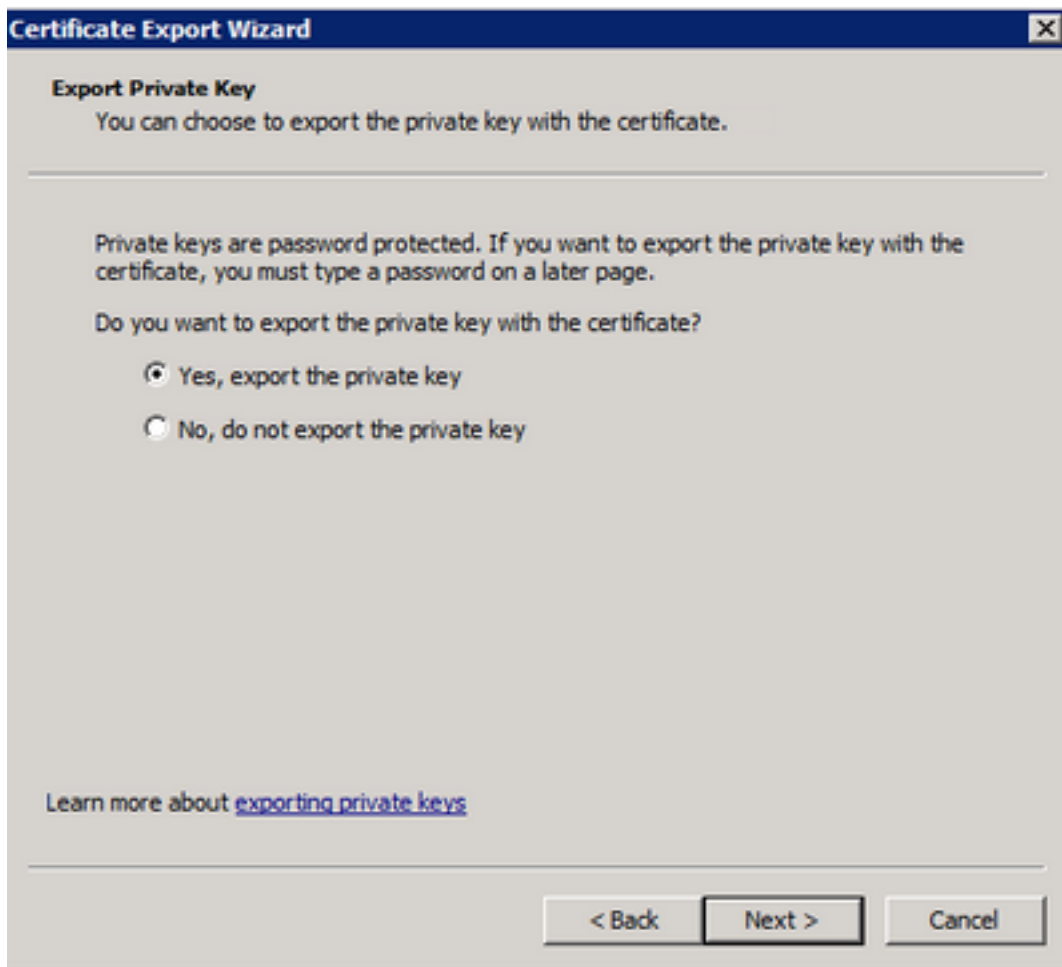 Certificate Export Wizard
Export Private Key
You can choose to export the private key with the certificate.
Private keys are password protected. If you want to export the private key with the
certificate, you must type a password on a later page.
Do you want to export the private key with the certificate?
Yes, export the private key
No, do not export the private key
Learn more about exporting private keys
< Back Next > Cancel